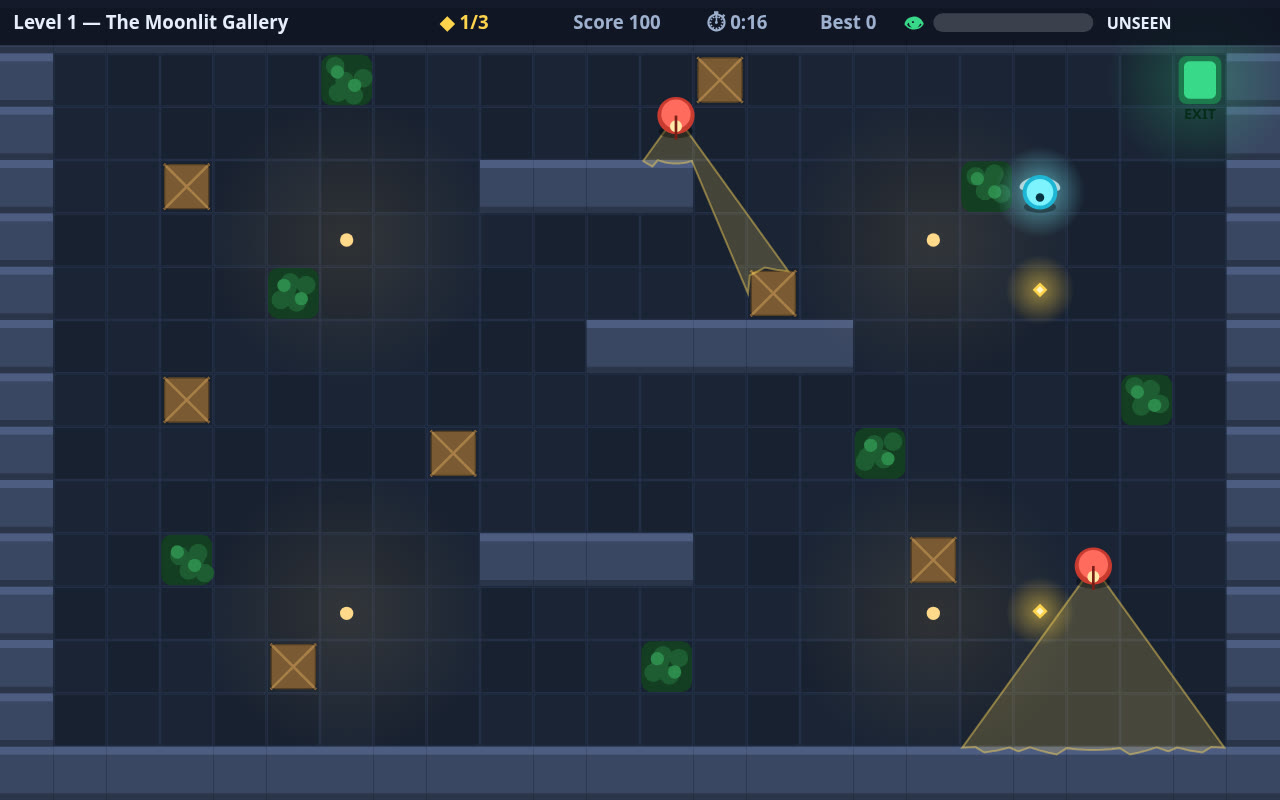 Level 1 — The Moonlit Gallery
◆ 1/3
Score 100
⏱ 0:16
Best 0
UNSEEN
EXIT